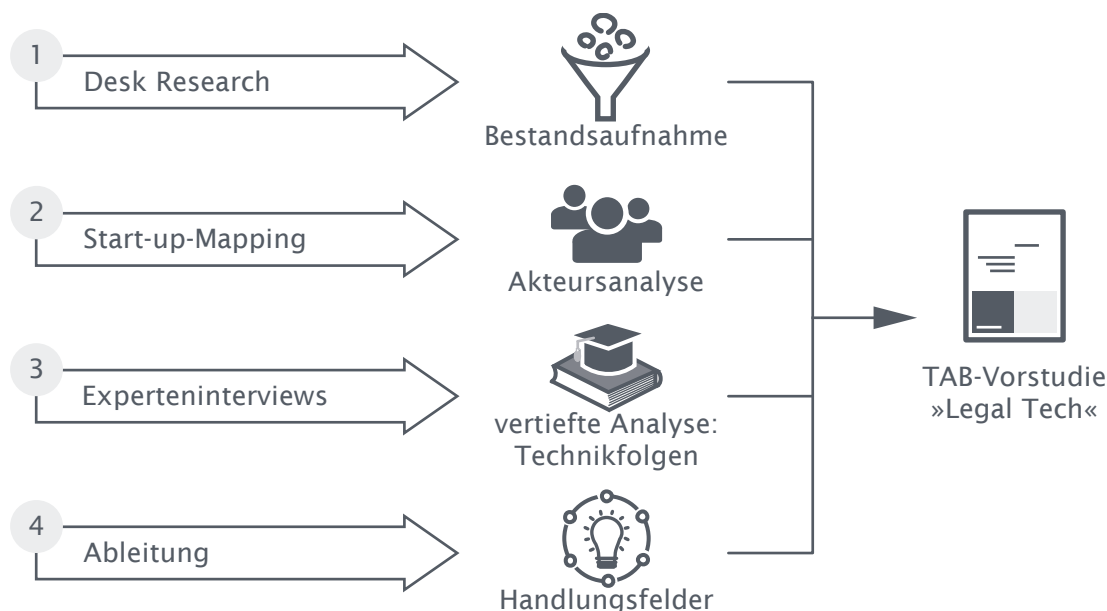 1
Desk Research
Bestandsaufnahme
2
Start-up-Mapping
Akteursanalyse
3
Experteninterviews
vertiefte Analyse:
Technikfolgen
4
Ableitung
Handlungsfelder
TAB-Vorstudie
»Legal Tech«